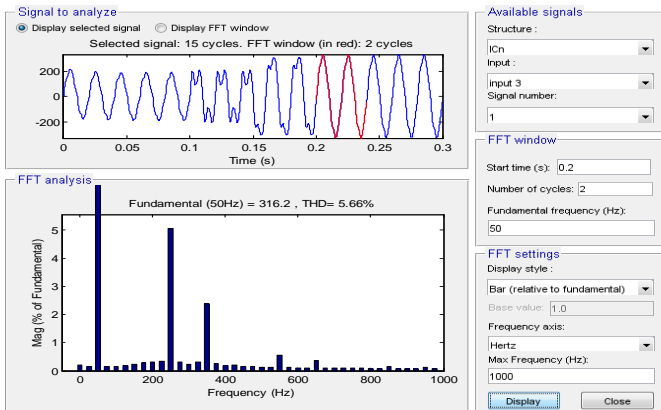 Signal to analyze
Display selected signal Display FFT window
Selected signal: 15 cycles. FFT window (in red): 2 cycles
200
0
-200
0 0.05 0.1 0.15 0.2 0.25 0.3
Time (s)
FFT analysis
Fundamental (50Hz) = 316.2 , THD= 5.66%
Mag (% of Fundamental)
5
4
3
2
1
0
0 200 400 600 800 1000
Frequency (Hz)
Available signals
Structure :
ICn
Input :
input 3
Signal number:
1
FFT window
Start time (s): 0.2
Number of cycles: 2
Fundamental frequency (Hz):
50
FFT settings
Display style :
Bar (relative to fundamental)
Base value: 1.0
Frequency axis:
Hertz
Max Frequency (Hz):
1000
Display Close